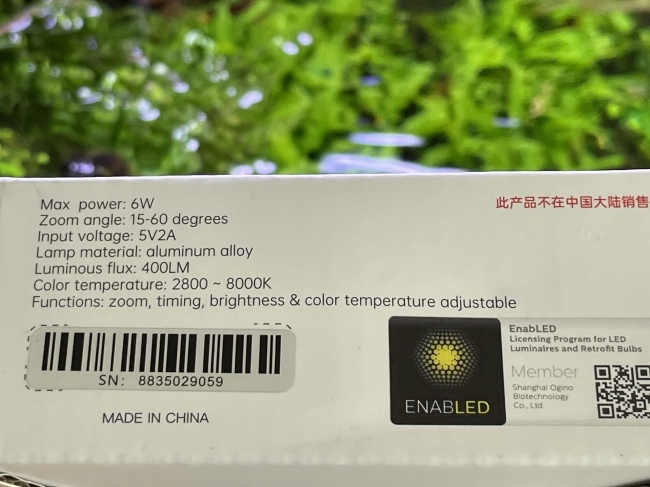 Max power: 6W
Zoom angle: 15-60 degrees
Input voltage: 5V2A
Lamp material: aluminum alloy
Luminous flux: 400LM
Color temperature: 2800 ~ 8000K
Functions: zoom, timing, brightness & color temperature adjustable
此产品不在中国大陆销售
SN: 8835029059
MADE IN CHINA
ENABLED
EnabLED
Licensing Program for LED
Luminaires and Retrofit Bulbs
Member
Shanghai Ogino
Biotechnology
Co., Ltd.